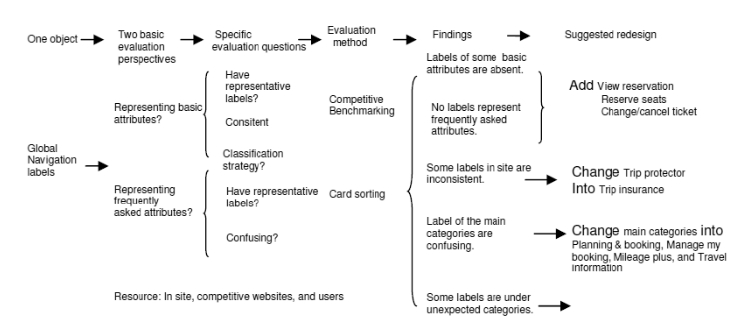 One object
Two basic
evaluation
perspectives
Specific
evaluation questions
Evaluation
method
Findings
Suggested redesign
Global
Navigation
labels
Representing basic
attributes?
Representing
frequently
asked attributes?
Have
representative
labels?
Consitent
Classification
strategy?
Have representative
labels?
Confusing?
Competitive
Benchmarking
Card sorting
Labels of some basic
attributes are absent.
No labels represent
frequently asked
attributes.
Some labels in site are
inconsistent.
Label of the main
categories are
confusing.
Some labels are under
unexpected categories.
Add View reservation
Reserve seats
Change/cancel ticket
Change Trip protector
Into Trip insurance
Change main categories into
Planning & booking, Manage my
booking, Mileage plus, and Travel
information
Resource: In site, competitive websites, and users